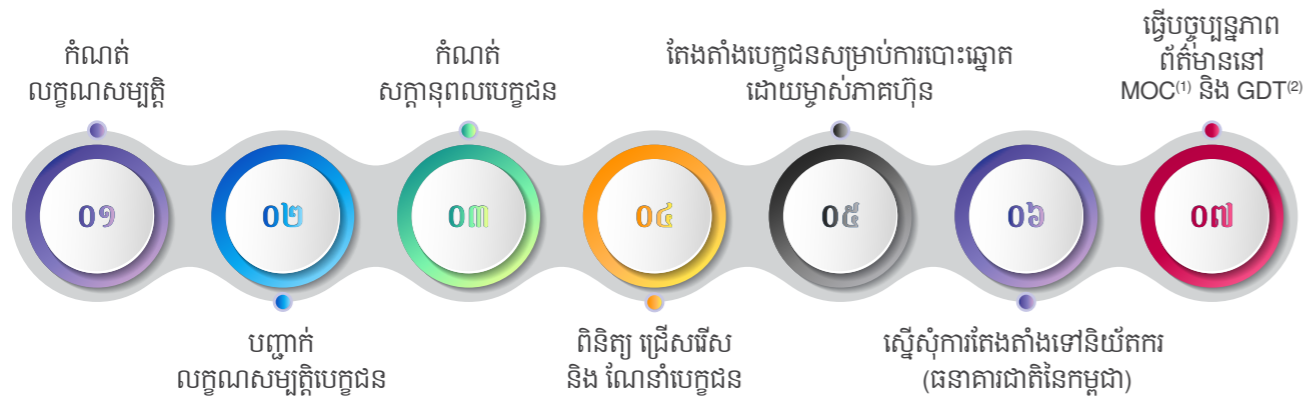 កំណត់
លក្ខណសម្បត្តិ
០១
បញ្ជាក់
លក្ខណសម្បត្តិបេក្ខជន
០២
កំណត់
សក្តានុពលបេក្ខជន
០៣
ពិនិត្យ ជ្រើសរើស
និង ណែនាំបេក្ខជន
០៤
តែងតាំងបេក្ខជនសម្រាប់ការបោះឆ្នោត
ដោយម្ចាស់ភាគហ៊ុន
០៥
ស្នើសុំការតែងតាំងទៅនិយ័តករ
(ធនាគារជាតិនៃកម្ពុជា)
០៦
ធ្វើបច្ចុប្បន្នភាព
ព័ត៌មាននៅ
MOC⁽¹⁾ និង GDT⁽²⁾
០៧